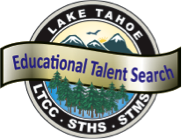 LAKE TAHOE
Educational Talent Search
LTCC · STHS · STMS